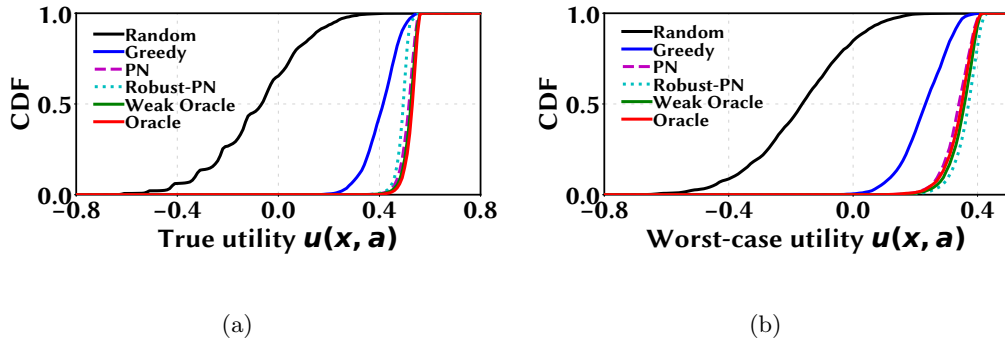 1.0
0.5
0.0
CDF
Random
Greedy
PN
Robust-PN
Weak Oracle
Oracle
−0.8 −0.4 0.0 0.4 0.8
True utility u(x, a)
(a)
1.0
0.5
0.0
CDF
Random
Greedy
PN
Robust-PN
Weak Oracle
Oracle
−0.8 −0.4 0.0 0.4
Worst-case utility u(x, a)
(b)